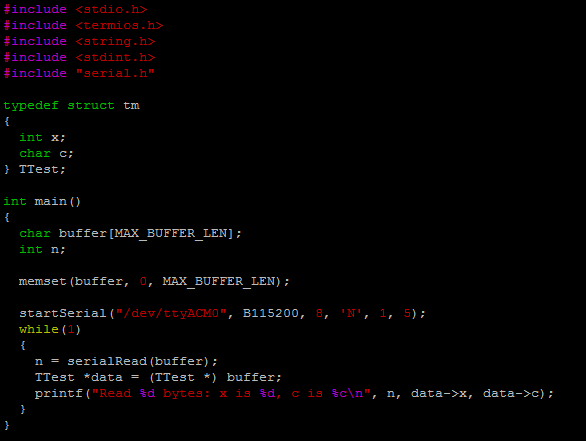 #include <stdio.h>
#include <termios.h>
#include <string.h>
#include <stdint.h>
#include "serial.h"
typedef struct tm
{
int x;
char c;
} TTest;
int main()
{
char buffer[MAX_BUFFER_LEN];
int n;
memset(buffer, 0, MAX_BUFFER_LEN);
startSerial("/dev/ttyACM0", B115200, 8, 'N', 1, 5);
while(1)
{
n = serialRead(buffer);
TTest *data = (TTest *) buffer;
printf("Read %d bytes: x is %d, c is %c\n", n, data->x, data->c);
}
}